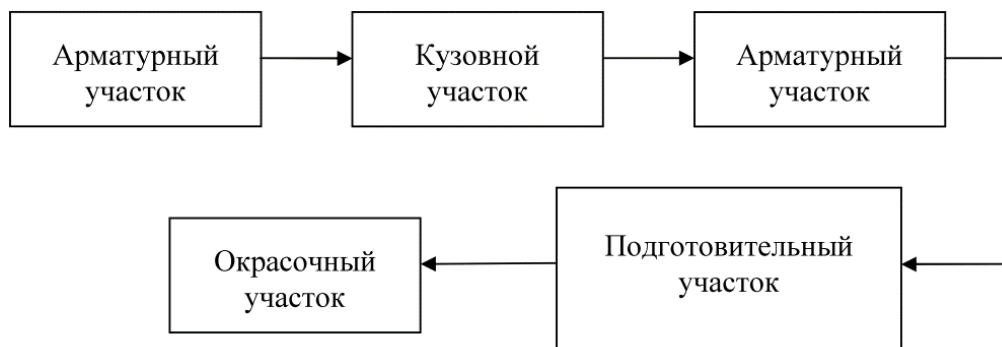 Арматурный
участок
Кузовной
участок
Арматурный
участок
Окрасочный
участок
Подготовительный
участок